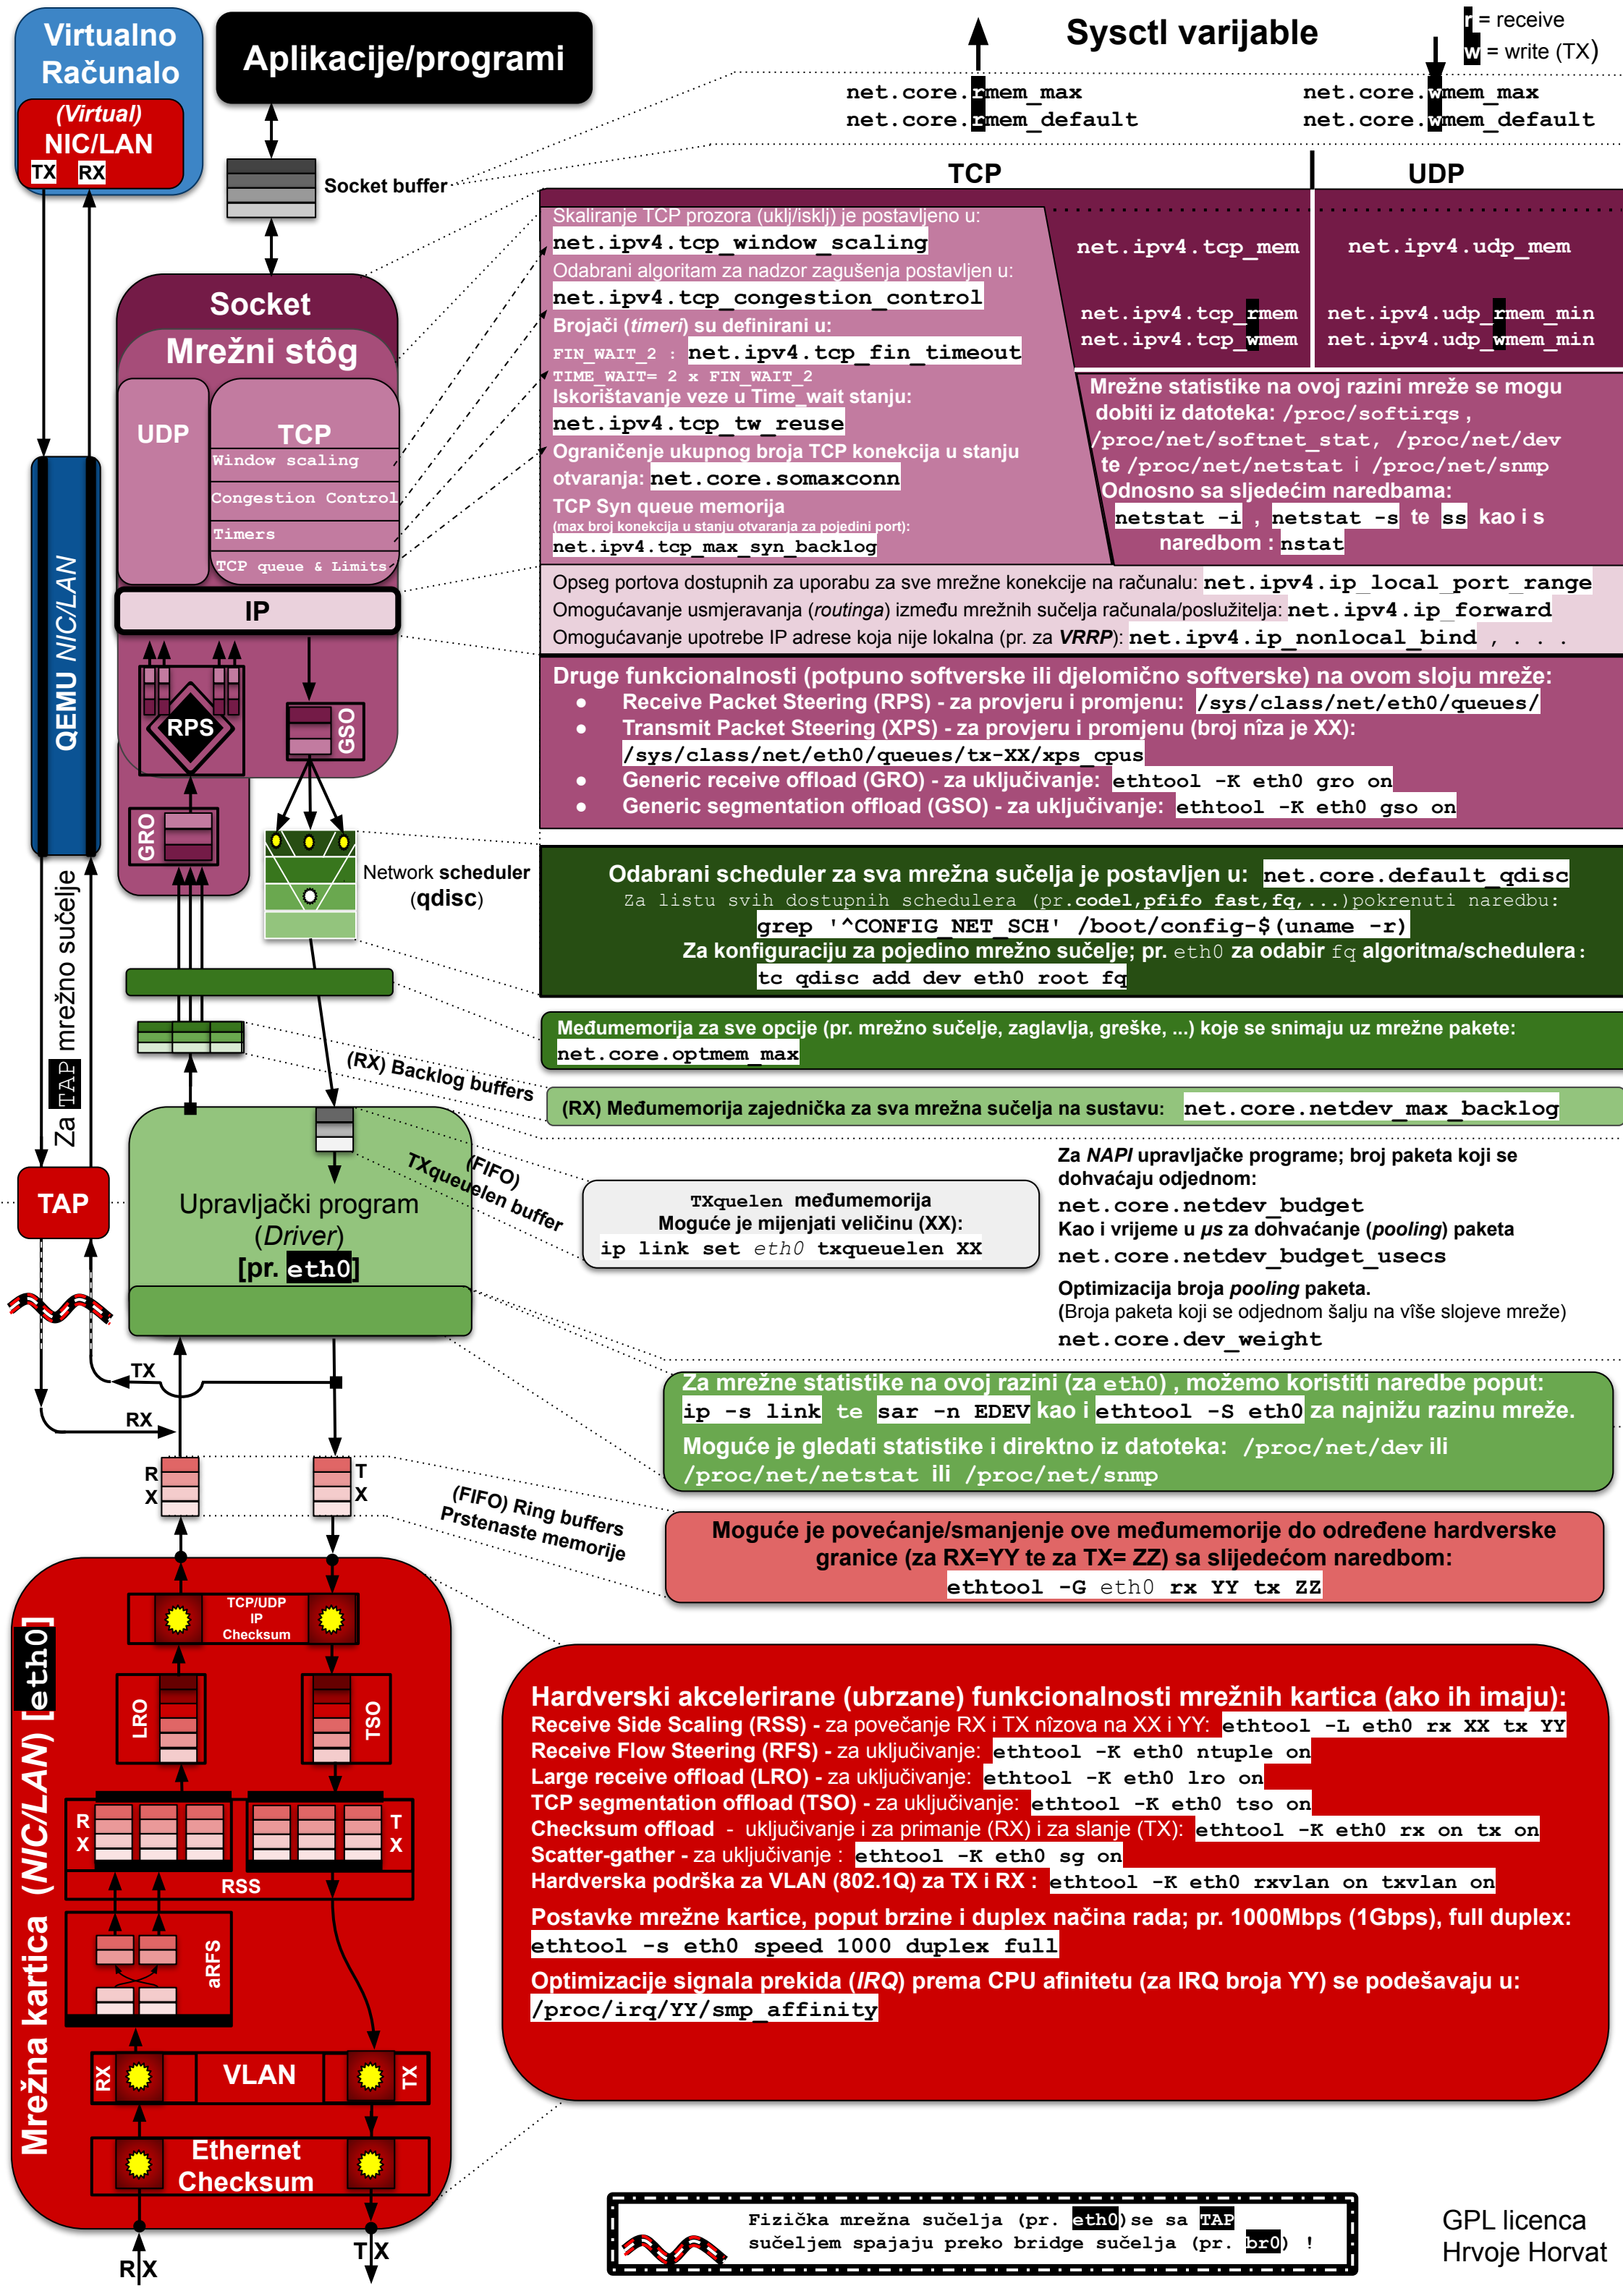 Virtualno
Računalo
(Virtual)
NIC/LAN
TX RX
Aplikacije/programi
Socket buffer
Sysctl varijable
r = receive
w = write (TX)
net.core.rmem_max
net.core.rmem_default
net.core.wmem_max
net.core.wmem_default
TCP
UDP
Skaliranje TCP prozora (uklj/isklj) je postavljeno u:
net.ipv4.tcp_window_scaling
Odabrani algoritam za nadzor zagušenja postavljen u:
net.ipv4.tcp_congestion_control
Brojači (timeri) su definirani u:
FIN_WAIT_2 : net.ipv4.tcp_fin_timeout
TIME_WAIT= 2 x FIN_WAIT_2
Iskorištavanje veze u Time_wait stanju:
net.ipv4.tcp_tw_reuse
Ograničenje ukupnog broja TCP konekcija u stanju
otvaranja: net.core.somaxconn
TCP Syn queue memorija
(max broj konekcija u stanju otvaranja za pojedini port):
net.ipv4.tcp_max_syn_backlog
net.ipv4.tcp_mem
net.ipv4.tcp_rmem
net.ipv4.tcp_wmem
net.ipv4.udp_mem
net.ipv4.udp_rmem_min
net.ipv4.udp_wmem_min
Mrežne statistike na ovoj razini mreže se mogu
dobiti iz datoteka: /proc/softirqs ,
/proc/net/softnet_stat, /proc/net/dev
te /proc/net/netstat i /proc/net/snmp
Odnosno sa sljedećim naredbama:
netstat -i , netstat -s te ss kao i s
naredbom : nstat
Socket
Mrežni stôg
UDP
TCP
Window scaling
Congestion Control
Timers
TCP queue & Limits
IP
RPS
GSO
GRO
QEMU NIC/LAN
Za TAP mrežno sučelje
Opseg portova dostupnih za uporabu za sve mrežne konekcije na računalu: net.ipv4.ip_local_port_range
Omogućavanje usmjeravanja (routinga) između mrežnih sučelja računala/poslužitelja: net.ipv4.ip_forward
Omogućavanje upotrebe IP adrese koja nije lokalna (pr. za VRRP): net.ipv4.ip_nonlocal_bind , . . .
Druge funkcionalnosti (potpuno softverske ili djelomično softverske) na ovom sloju mreže:
● Receive Packet Steering (RPS) - za provjeru i promjenu: /sys/class/net/eth0/queues/
● Transmit Packet Steering (XPS) - za provjeru i promjenu (broj nîza je XX):
/sys/class/net/eth0/queues/tx-XX/xps_cpus
● Generic receive offload (GRO) - za uključivanje: ethtool -K eth0 gro on
● Generic segmentation offload (GSO) - za uključivanje: ethtool -K eth0 gso on
Network scheduler
(qdisc)
Odabrani scheduler za sva mrežna sučelja je postavljen u: net.core.default_qdisc
Za listu svih dostupnih schedulera (pr.codel,pfifo fast,fq,...)pokrenuti naredbu:
grep '^CONFIG_NET_SCH' /boot/config-$(uname -r)
Za konfiguraciju za pojedino mrežno sučelje; pr. eth0 za odabir fq algoritma/schedulera:
tc qdisc add dev eth0 root fq
Međumemorija za sve opcije (pr. mrežno sučelje, zaglavlja, greške, ...) koje se snimaju uz mrežne pakete:
net.core.optmem_max
(RX) Backlog buffers
(RX) Međumemorija zajednička za sva mrežna sučelja na sustavu: net.core.netdev_max_backlog
TAP
Upravljački program
(Driver)
[pr. eth0]
(FIFO)
TXqueuelen buffer
TXquelen međumemorija
Moguće je mijenjati veličinu (XX):
ip link set eth0 txqueuelen XX
Za NAPI upravljačke programe; broj paketa koji se
dohvaćaju odjednom:
net.core.netdev_budget
Kao i vrijeme u µs za dohvaćanje (pooling) paketa
net.core.netdev_budget_usecs
Optimizacija broja pooling paketa.
(Broja paketa koji se odjednom šalju na vîše slojeve mreže)
net.core.dev_weight
TX
RX
Za mrežne statistike na ovoj razini (za eth0) , možemo koristiti naredbe poput:
ip -s link te sar -n EDEV kao i ethtool -S eth0 za najnižu razinu mreže.
Moguće je gledati statistike i direktno iz datoteka: /proc/net/dev ili
/proc/net/netstat ili /proc/net/snmp
RX
TX
(FIFO) Ring buffers
Prstenaste memorije
Moguće je povećanje/smanjenje ove međumemorije do određene hardverske
granice (za RX=YY te za TX= ZZ) sa slijedećom naredbom:
ethtool -G eth0 rx YY tx ZZ
Mrežna kartica (NIC/LAN) [eth0]
TCP/UDP
IP
Checksum
LRO
TSO
RX
TX
RSS
aRFS
RX
VLAN
TX
Ethernet
Checksum
RX
TX
Hardverski akcelerirane (ubrzane) funkcionalnosti mrežnih kartica (ako ih imaju):
Receive Side Scaling (RSS) - za povečanje RX i TX nîzova na XX i YY: ethtool -L eth0 rx XX tx YY
Receive Flow Steering (RFS) - za uključivanje: ethtool -K eth0 ntuple on
Large receive offload (LRO) - za uključivanje: ethtool -K eth0 lro on
TCP segmentation offload (TSO) - za uključivanje: ethtool -K eth0 tso on
Checksum offload - uključivanje i za primanje (RX) i za slanje (TX): ethtool -K eth0 rx on tx on
Scatter-gather - za uključivanje : ethtool -K eth0 sg on
Hardverska podrška za VLAN (802.1Q) za TX i RX : ethtool -K eth0 rxvlan on txvlan on
Postavke mrežne kartice, poput brzine i duplex načina rada; pr. 1000Mbps (1Gbps), full duplex:
ethtool -s eth0 speed 1000 duplex full
Optimizacije signala prekida (IRQ) prema CPU afinitetu (za IRQ broja YY) se podešavaju u:
/proc/irq/YY/smp_affinity
Fizička mrežna sučelja (pr. eth0)se sa TAP
sučeljem spajaju preko bridge sučelja (pr. br0) !
GPL licenca
Hrvoje Horvat